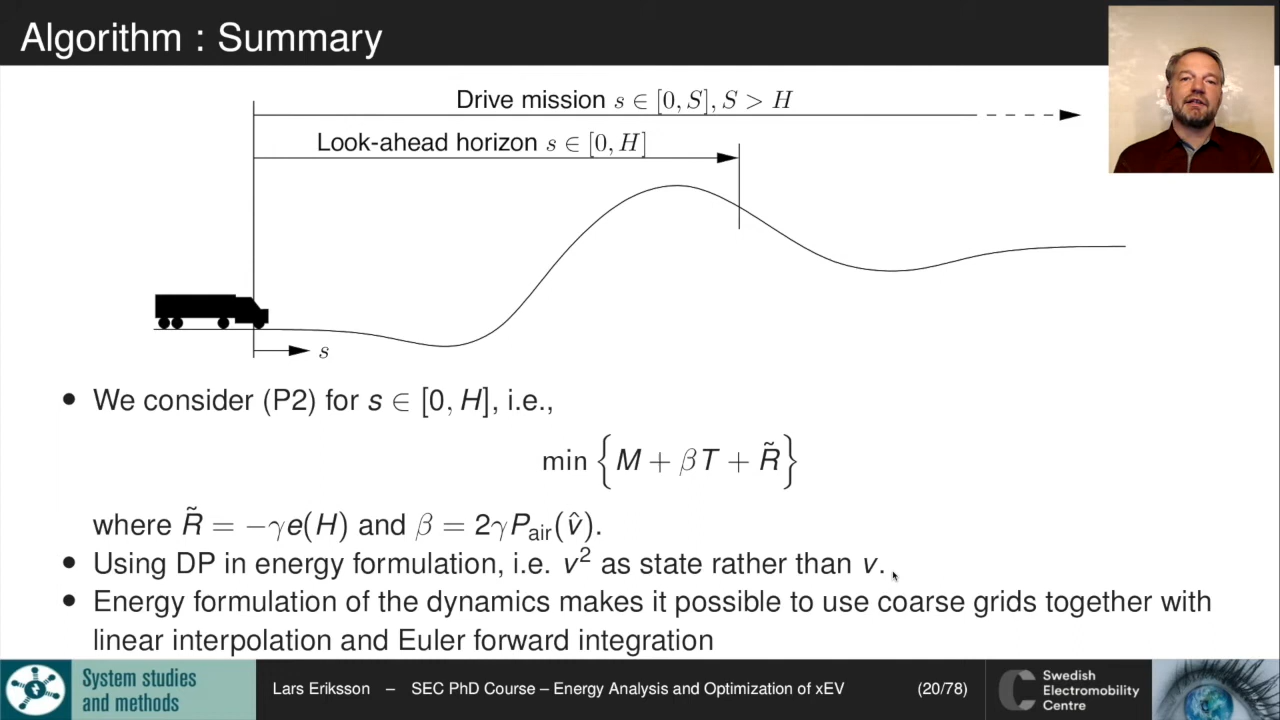 Algorithm : Summary
Drive mission s ∈ [0, S], S > H
Look-ahead horizon s ∈ [0, H]
s
• We consider (P2) for s ∈ [0, H], i.e.,
min {M + βT + R̃}
where R̃ = −γe(H) and β = 2γP_air(v̂).
• Using DP in energy formulation, i.e. v² as state rather than v.
• Energy formulation of the dynamics makes it possible to use coarse grids together with
linear interpolation and Euler forward integration
System studies
and methods
Lars Eriksson – SEC PhD Course – Energy Analysis and Optimization of xEV
(20/78)
Swedish
Electromobility
Centre